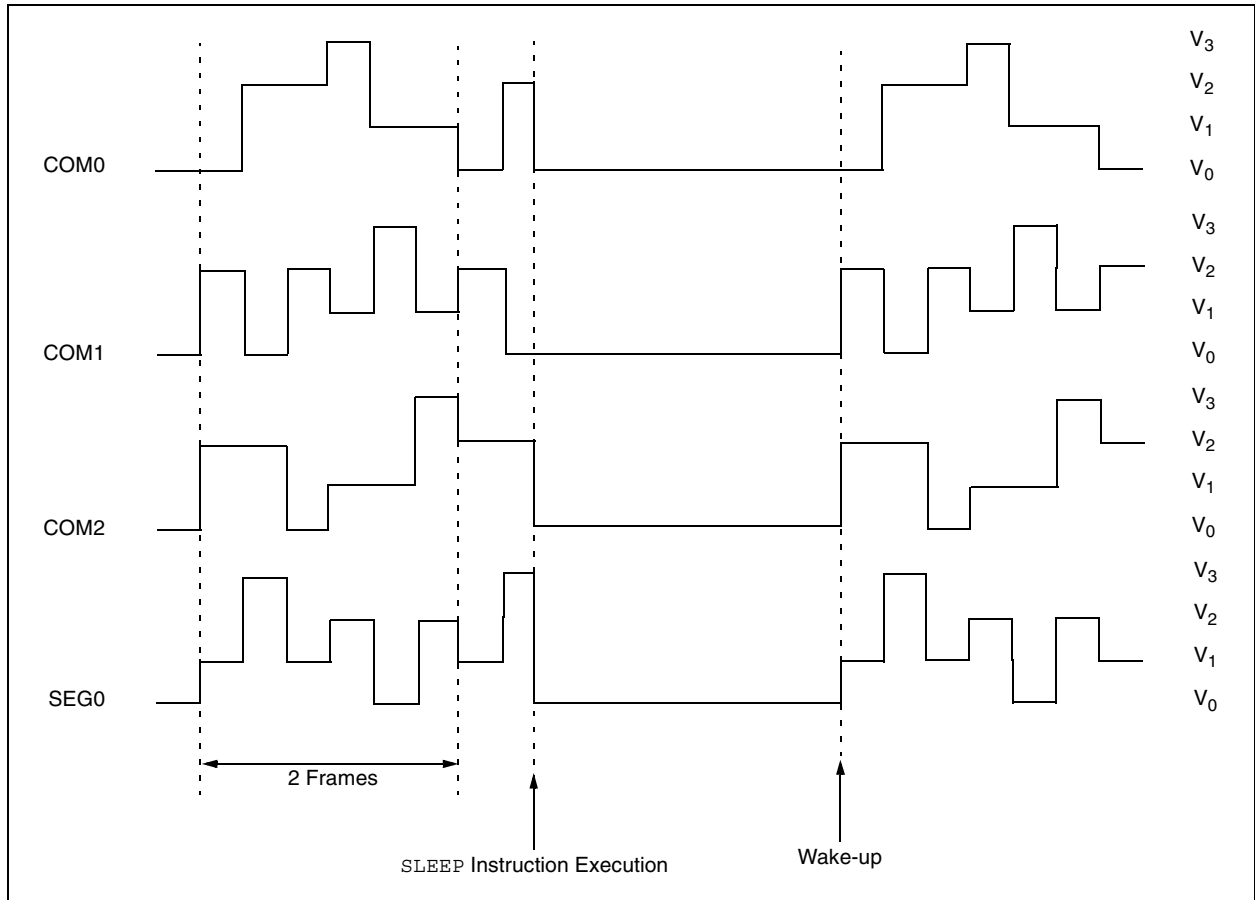 V3
V2
V1
COM0
V0
V3
V2
V1
COM1
V0
V3
V2
V1
COM2
V0
V3
V2
V1
SEG0
V0
2 Frames
SLEEP Instruction Execution
Wake-up